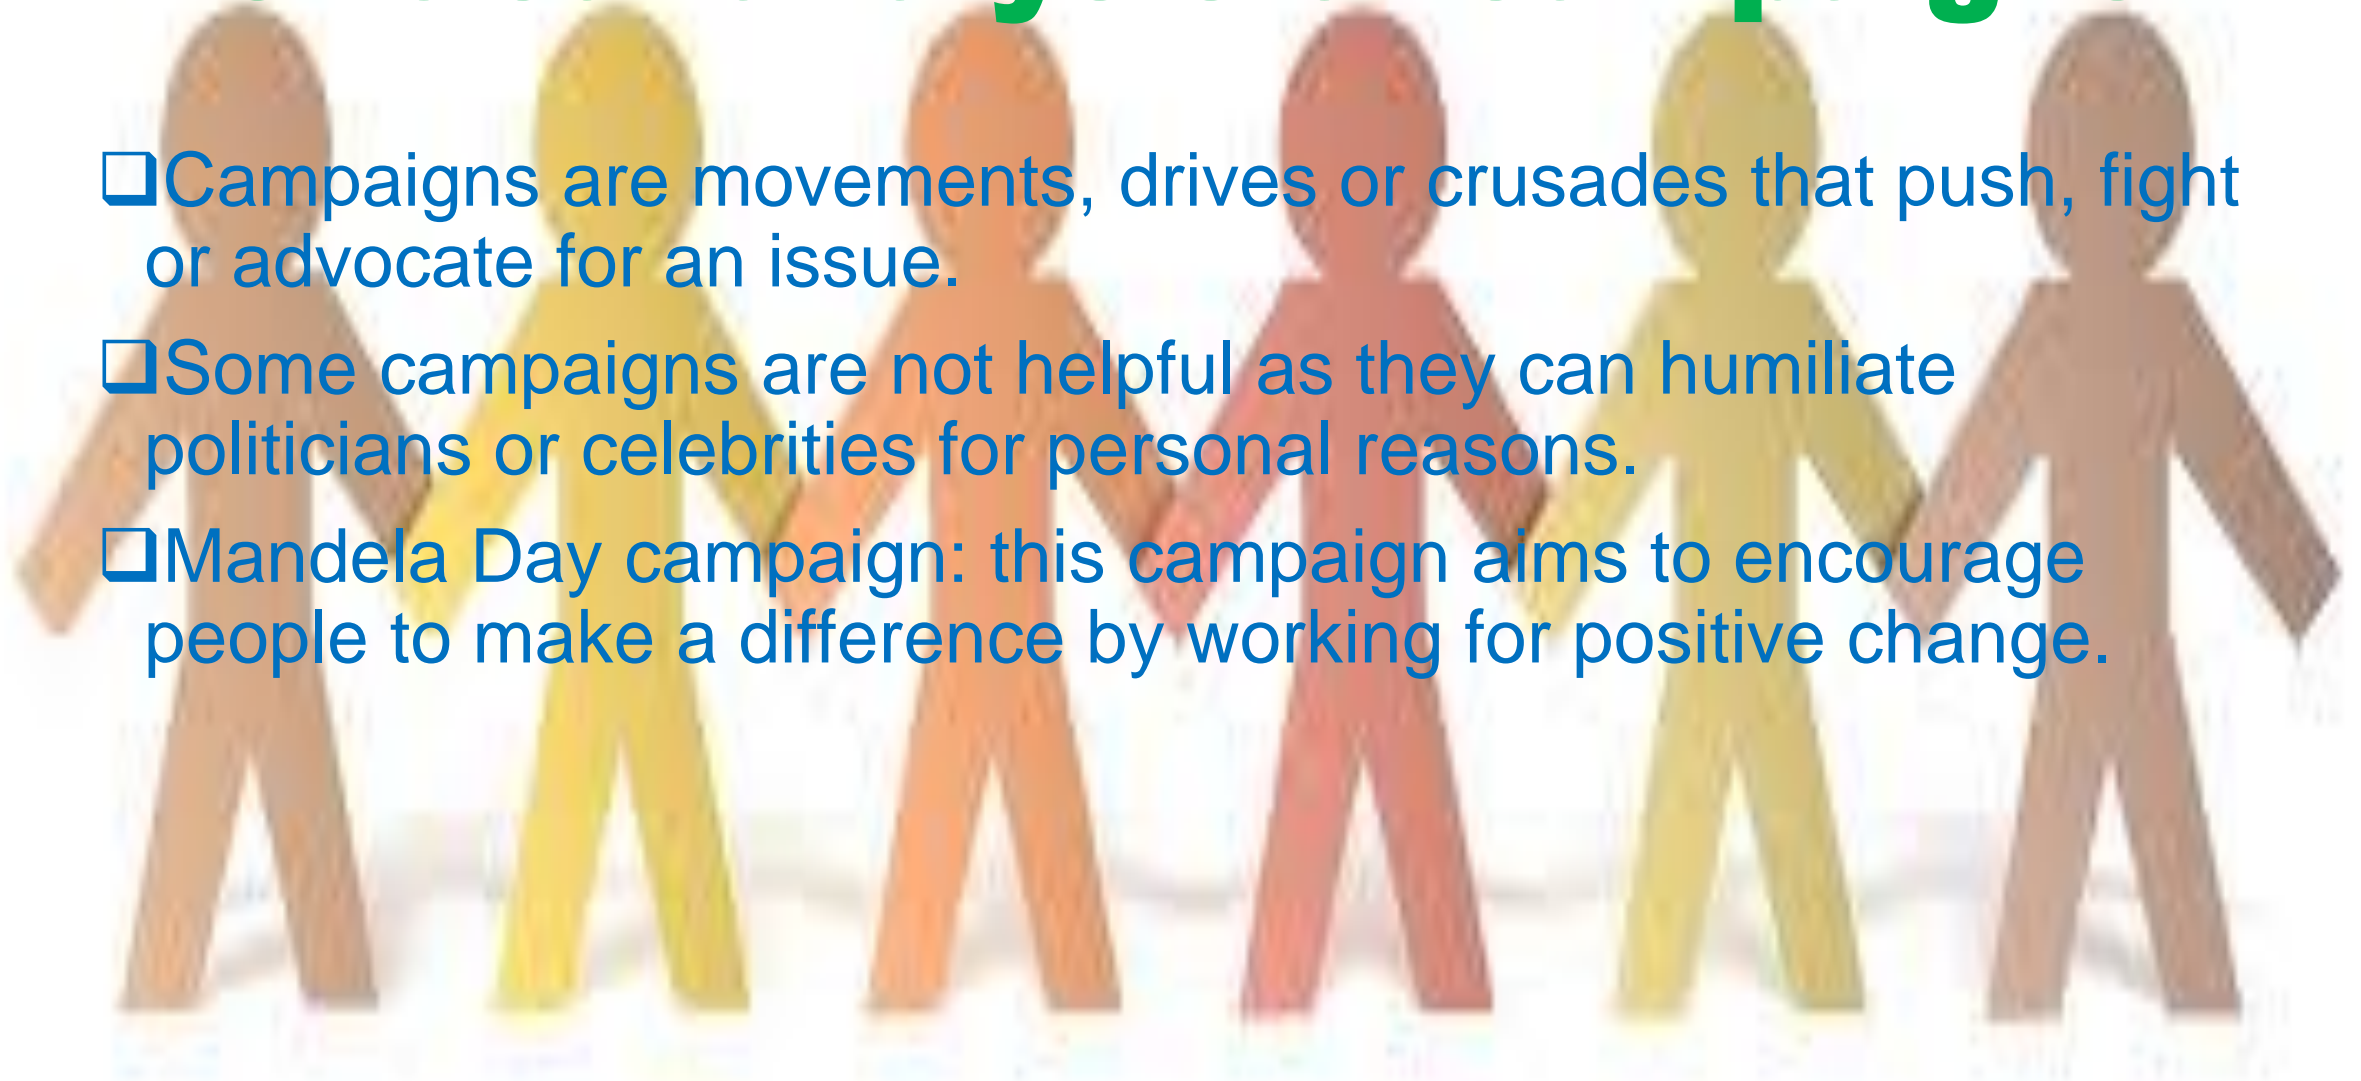 ❑Campaigns are movements, drives or crusades that push, fight
or advocate for an issue.
❑Some campaigns are not helpful as they can humiliate
politicians or celebrities for personal reasons.
❑Mandela Day campaign: this campaign aims to encourage
people to make a difference by working for positive change.